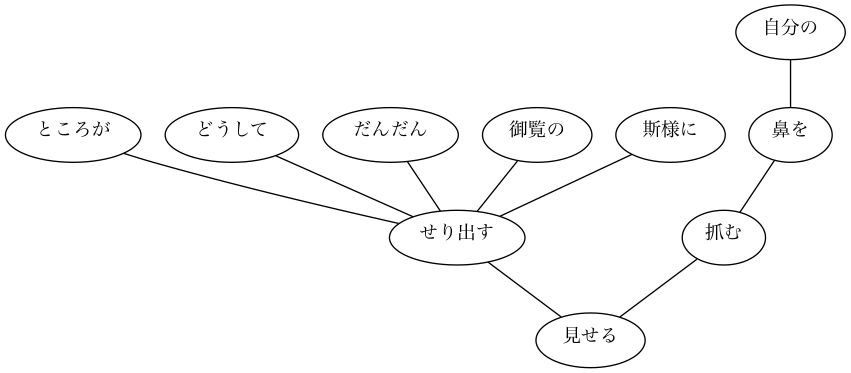 自分の
ところが
どうして
だんだん
御覧の
斯様に
鼻を
せり出す
抓む
見せる